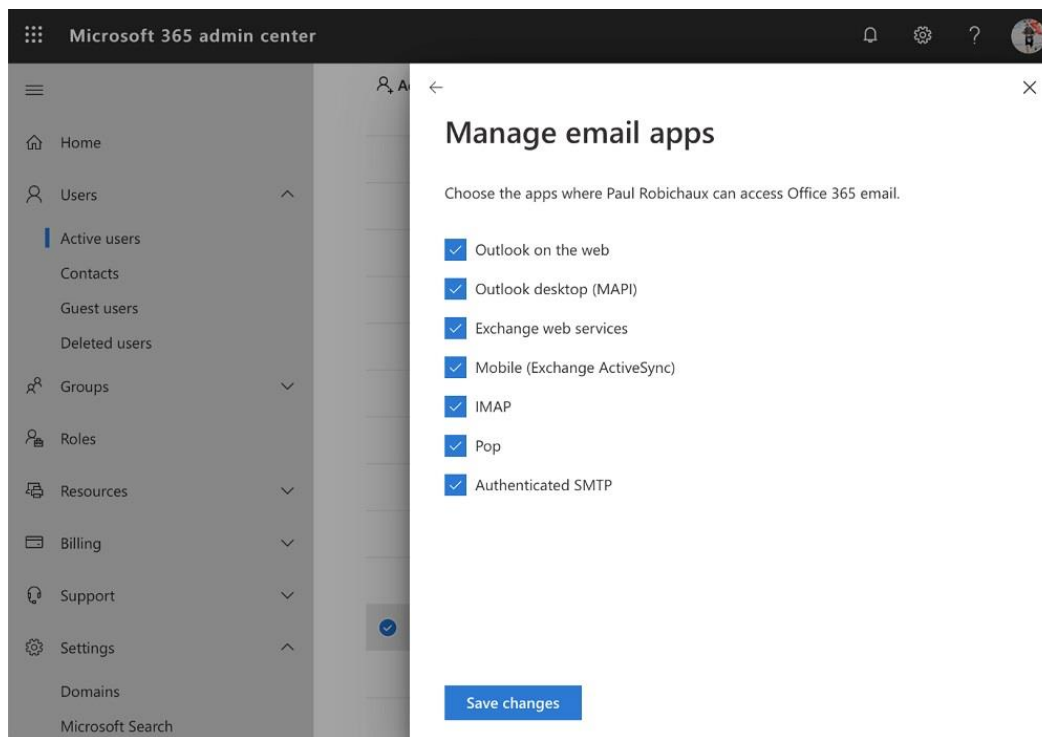 Microsoft 365 admin center
?
Home
Users
Active users
Contacts
Guest users
Deleted users
Groups
Roles
Resources
Billing
Support
Settings
Domains
Microsoft Search
A
Manage email apps
Choose the apps where Paul Robichaux can access Office 365 email.
Outlook on the web
Outlook desktop (MAPI)
Exchange web services
Mobile (Exchange ActiveSync)
IMAP
Pop
Authenticated SMTP
Save changes